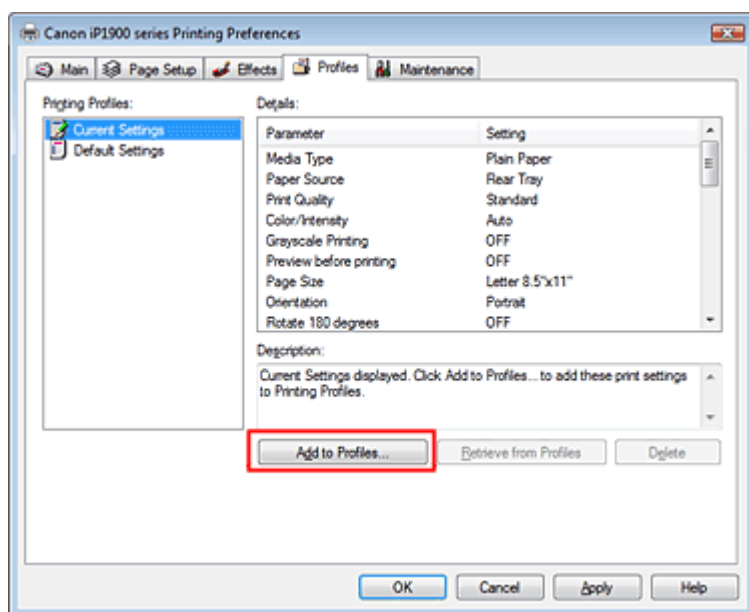 Canon iP1900 series Printing Preferences
Main Page Setup Effects Profiles Maintenance
Printing Profiles:
Current Settings
Default Settings
Details:
Parameter Setting
Media Type Plain Paper
Paper Source Rear Tray
Print Quality Standard
Color/Intensity Auto
Grayscale Printing OFF
Preview before printing OFF
Page Size Letter 8.5"x11"
Orientation Portrait
Rotate 180 degrees OFF
Description:
Current Settings displayed. Click Add to Profiles... to add these print settings
to Printing Profiles.
Add to Profiles... Retrieve from Profiles Delete
OK Cancel Apply Help